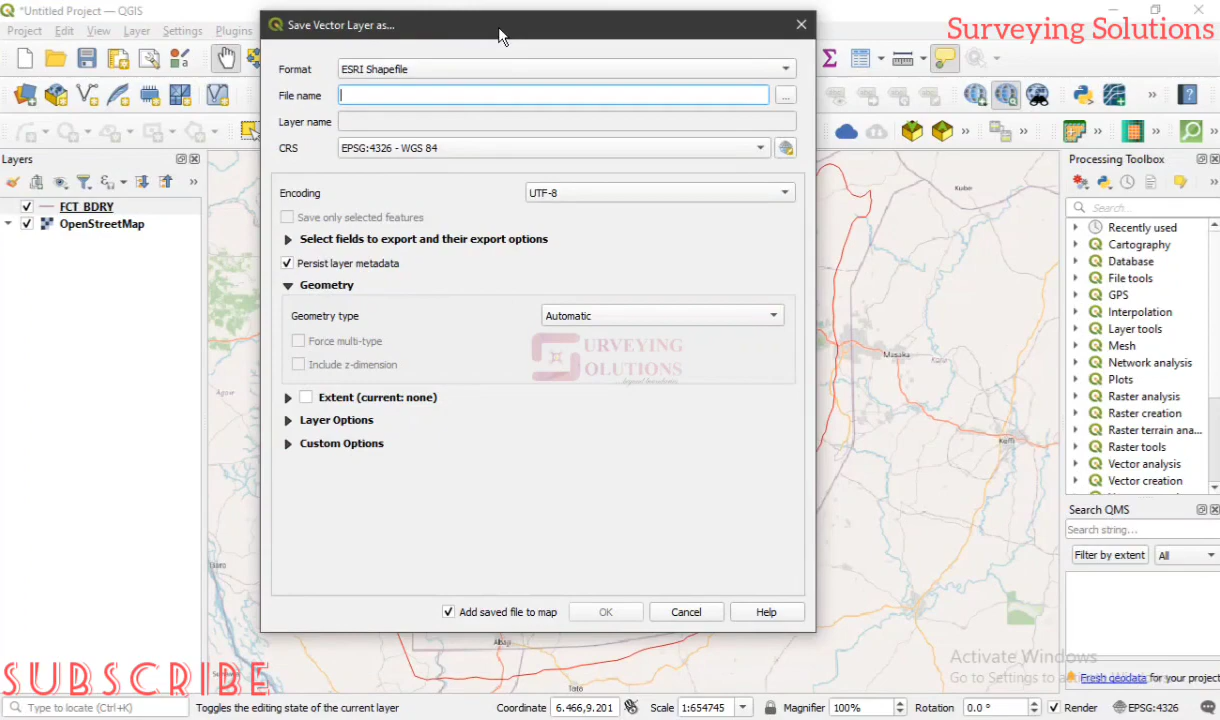 *Untitled Project — QGIS
Project Edit View Layer Settings Plugins
Save Vector Layer as...
Surveying Solutions
Format ESRI Shapefile
File name
...
Layer name
CRS EPSG:4326 - WGS 84
Encoding UTF-8
Save only selected features
Select fields to export and their export options
Persist layer metadata
Geometry
Geometry type Automatic
Force multi-type
Include z-dimension
SURVEYING
SOLUTIONS
Extent (current: none)
Layer Options
Custom Options
Add saved file to map OK Cancel Help
Layers
FCT_BDRY
OpenStreetMap
Masaka
Keffi
Abaji
Toto
Processing Toolbox
Search...
Recently used
Cartography
Database
File tools
GPS
Interpolation
Layer tools
Mesh
Network analysis
Plots
Raster analysis
Raster creation
Raster terrain ana...
Raster tools
Vector analysis
Vector creation
Search QMS
Search string...
Filter by extent All
Activate Windows
Go to Settings to a
Fresh geodata for your project
SUBSCRIBE
Type to locate (Ctrl+K) Toggles the editing state of the current layer Coordinate 6.466,9.201 Scale 1:654745 Magnifier 100% Rotation 0.0 ° Render EPSG:4326